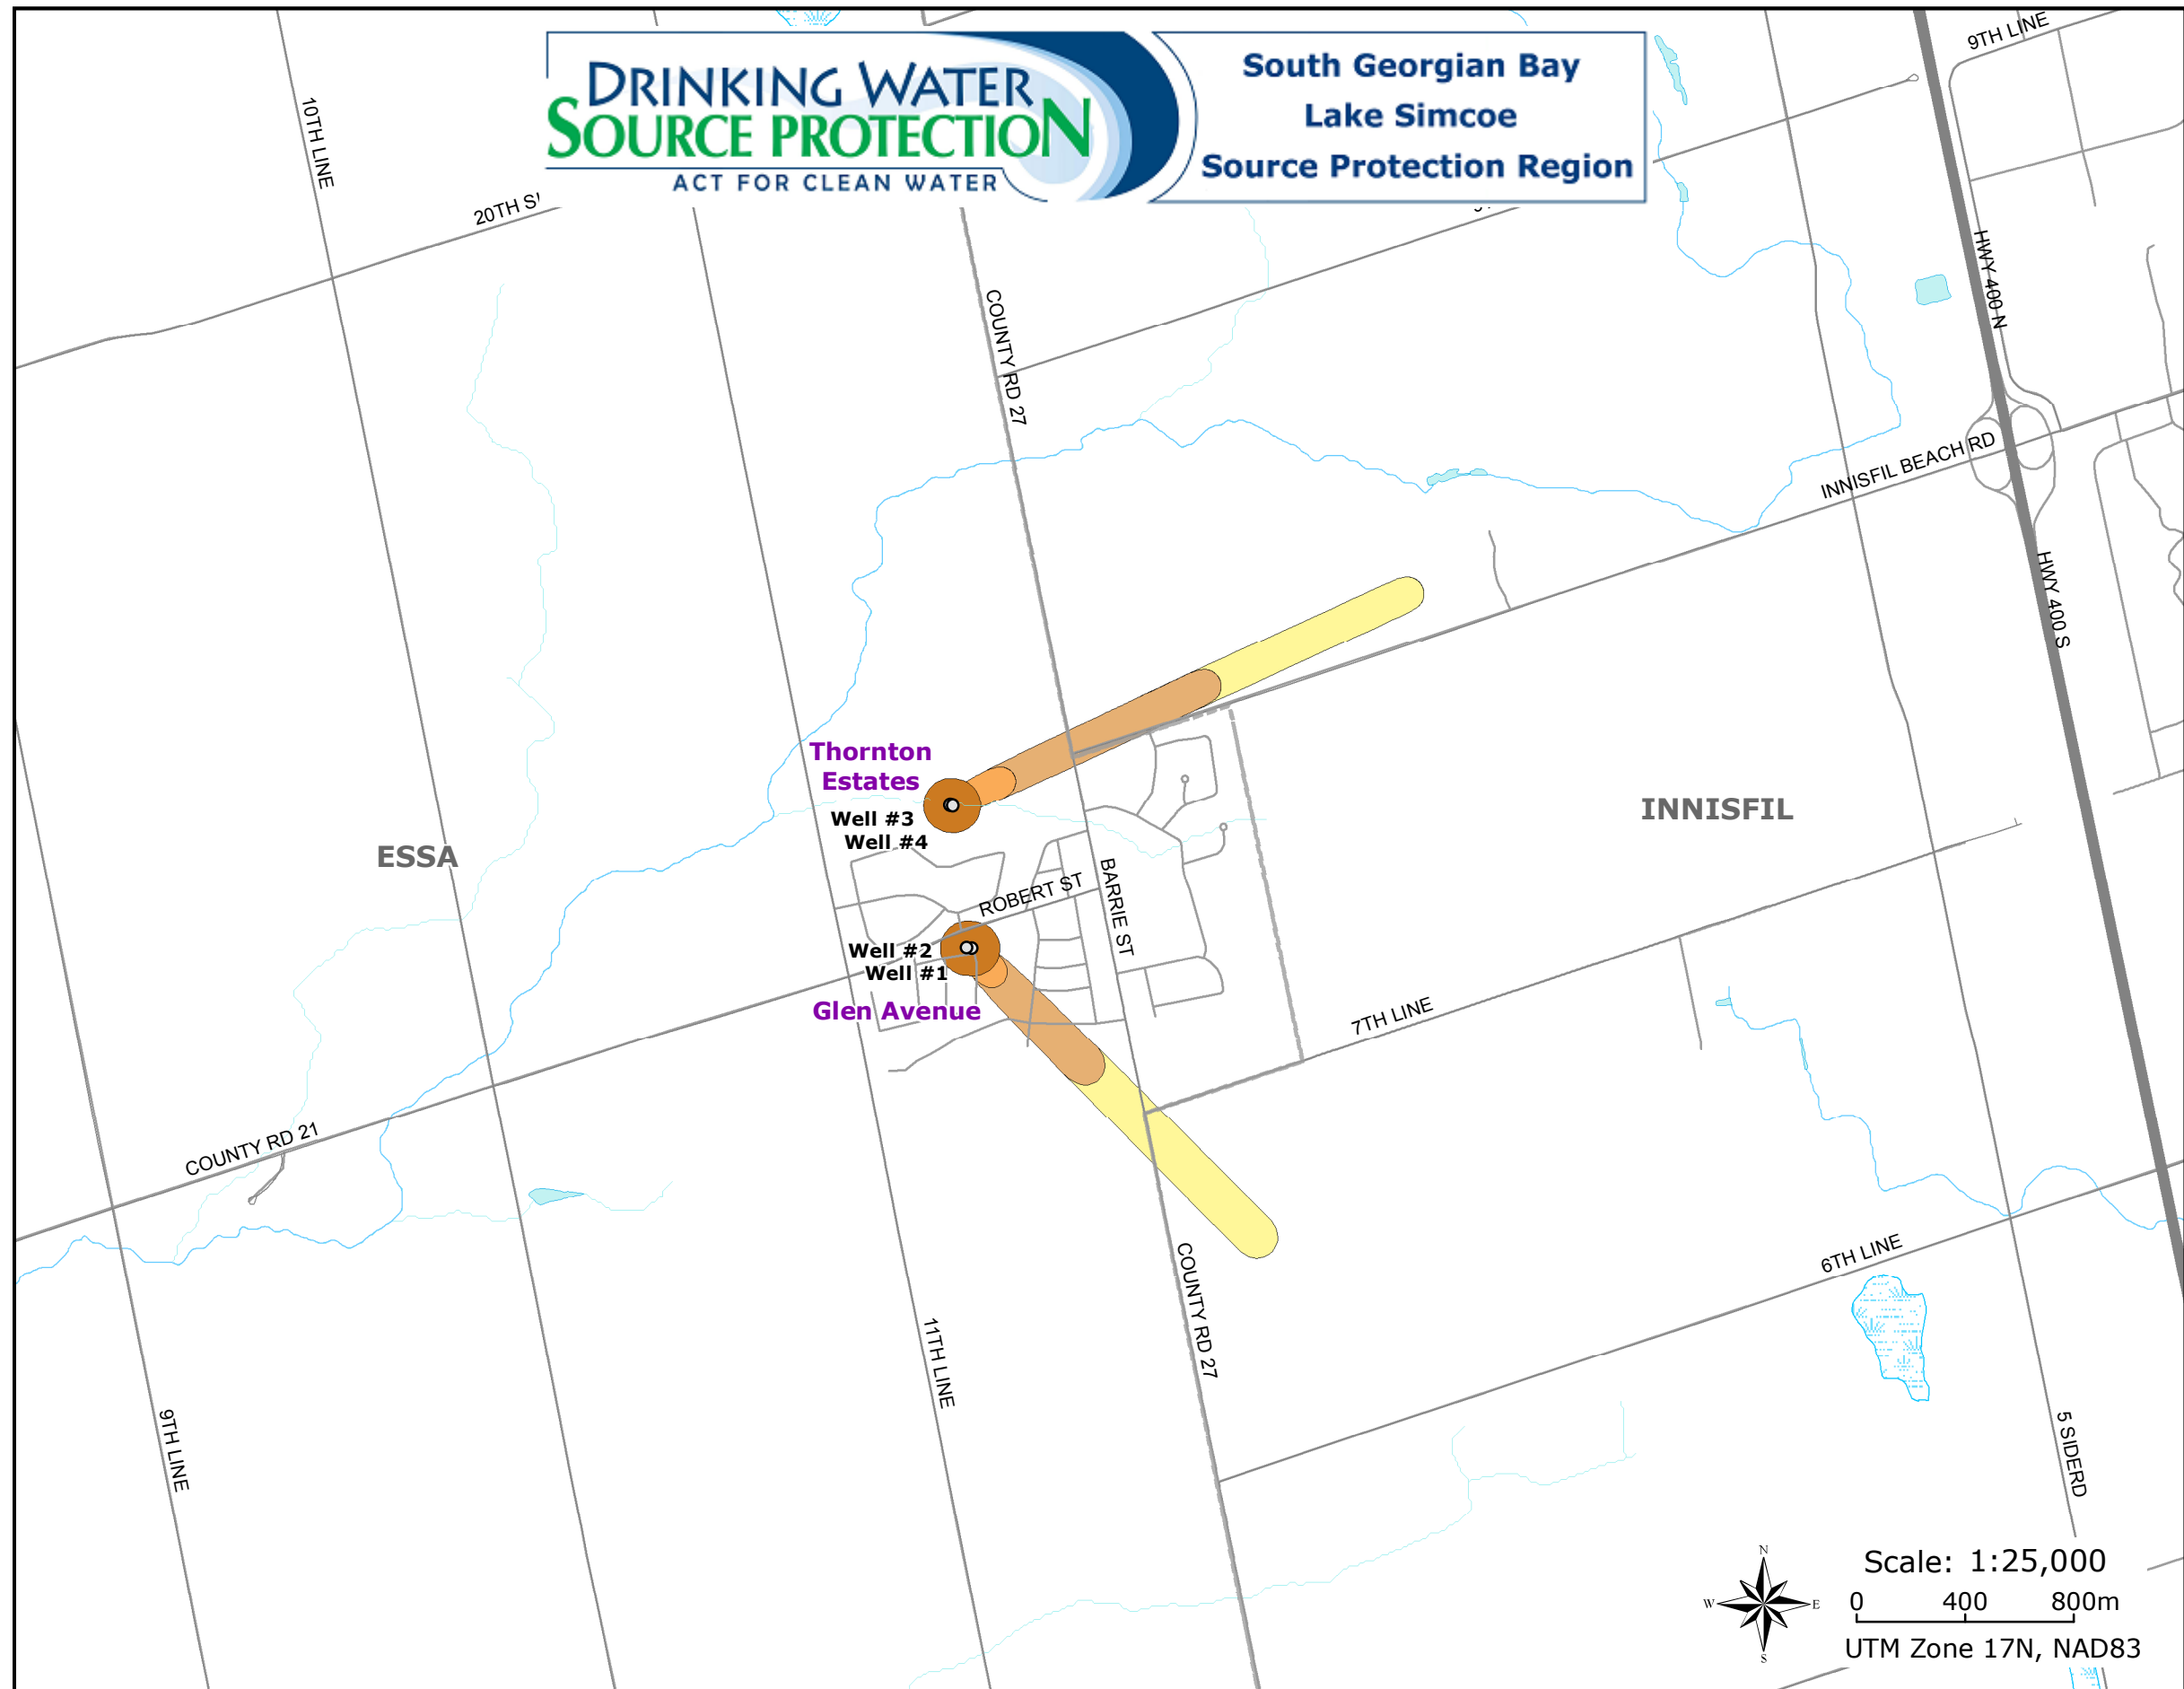 DRINKING WATER
SOURCE PROTECTION
ACT FOR CLEAN WATER
South Georgian Bay
Lake Simcoe
Source Protection Region
9TH LINE
10TH LINE
20TH
HWY 400 N
COUNTY RD 27
INNISFIL BEACH RD
HWY 400 S
Thornton
Estates
Well #3
Well #4
INNISFIL
ESSA
ROBERT ST
BARRIE ST
Well #2
Well #1
Glen Avenue
7TH LINE
COUNTY RD 21
6TH LINE
COUNTY RD 27
11TH LINE
9TH LINE
5 SIDERD
N
W
E
S
Scale: 1:25,000
0 400 800m
UTM Zone 17N, NAD83